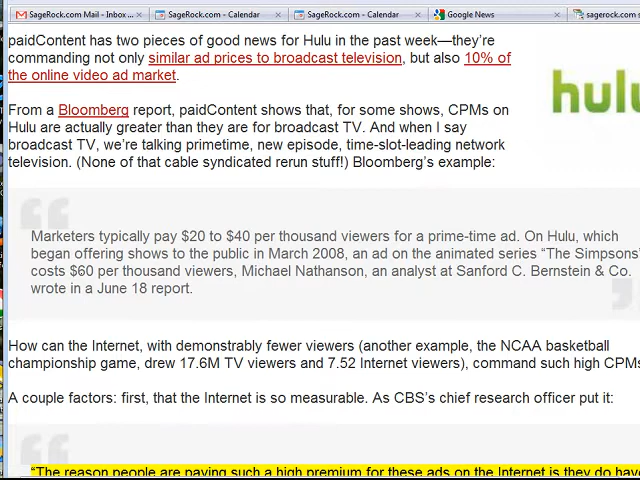 SageRock.com Mail - Inbox ... × SageRock.com - Calendar × SageRock.com - Calendar × Google News × sagerock.com s
paidContent has two pieces of good news for Hulu in the past week—they're
commanding not only similar ad prices to broadcast television, but also 10% of
the online video ad market.
hulu
From a Bloomberg report, paidContent shows that, for some shows, CPMs on
Hulu are actually greater than they are for broadcast TV. And when I say
broadcast TV, we're talking primetime, new episode, time-slot-leading network
television. (None of that cable syndicated rerun stuff!) Bloomberg's example:
Marketers typically pay $20 to $40 per thousand viewers for a prime-time ad. On Hulu, which
began offering shows to the public in March 2008, an ad on the animated series “The Simpsons”
costs $60 per thousand viewers, Michael Nathanson, an analyst at Sanford C. Bernstein & Co.
wrote in a June 18 report.
How can the Internet, with demonstrably fewer viewers (another example, the NCAA basketball
championship game, drew 17.6M TV viewers and 7.52 Internet viewers), command such high CPMs
A couple factors: first, that the Internet is so measurable. As CBS's chief research officer put it:
“The reason people are paying such a high premium for these ads on the Internet is they do have